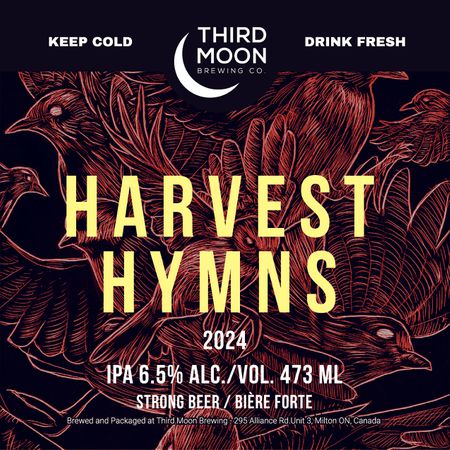 KEEP COLD
THIRD
MOON
BREWING CO.
DRINK FRESH
HARVEST
HYMNS
2024
IPA 6.5% ALC./VOL. 473 ML
STRONG BEER / BIÈRE FORTE
Brewed and Packaged at Third Moon Brewing - 295 Alliance Rd.Unit 3, Milton ON, Canada